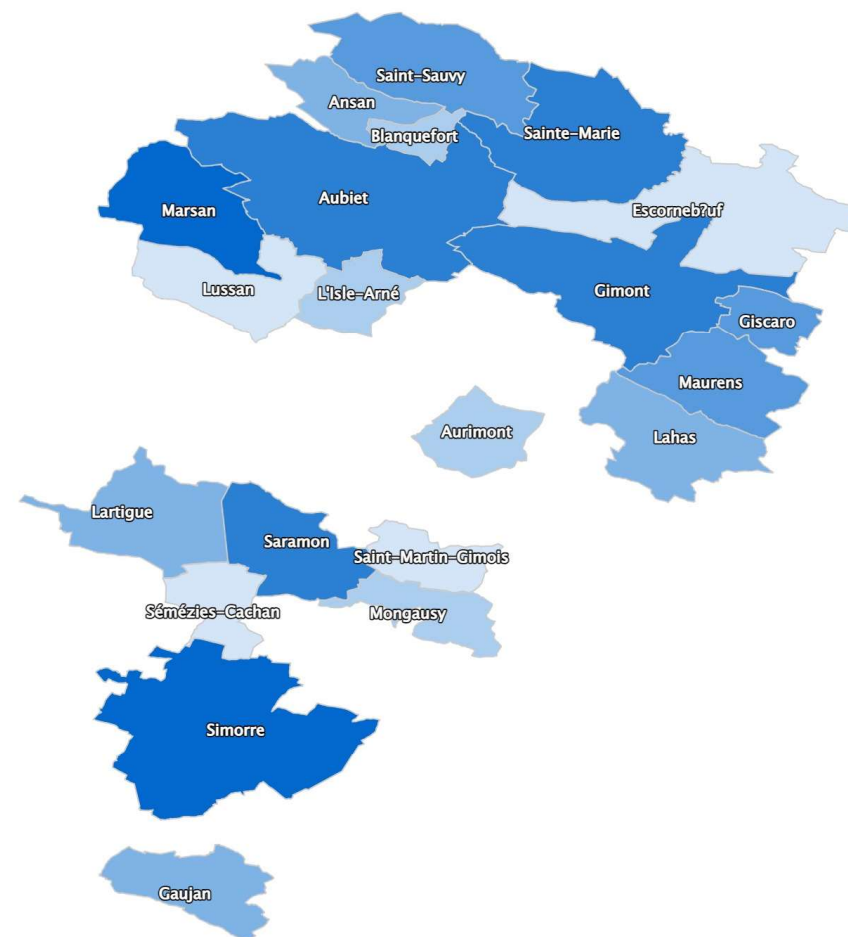 Saint-Sauvy
Ansan
Blanquefort
Sainte-Marie
Aubiet
Marsan
Escorneb?uf
Lussan
L'Isle-Arné
Gimont
Giscaro
Maurens
Aurimont
Lahas
Lartigue
Saramon
Saint-Martin-Gimois
Sémézies-Cachan
Mongausy
Simorre
Gaujan